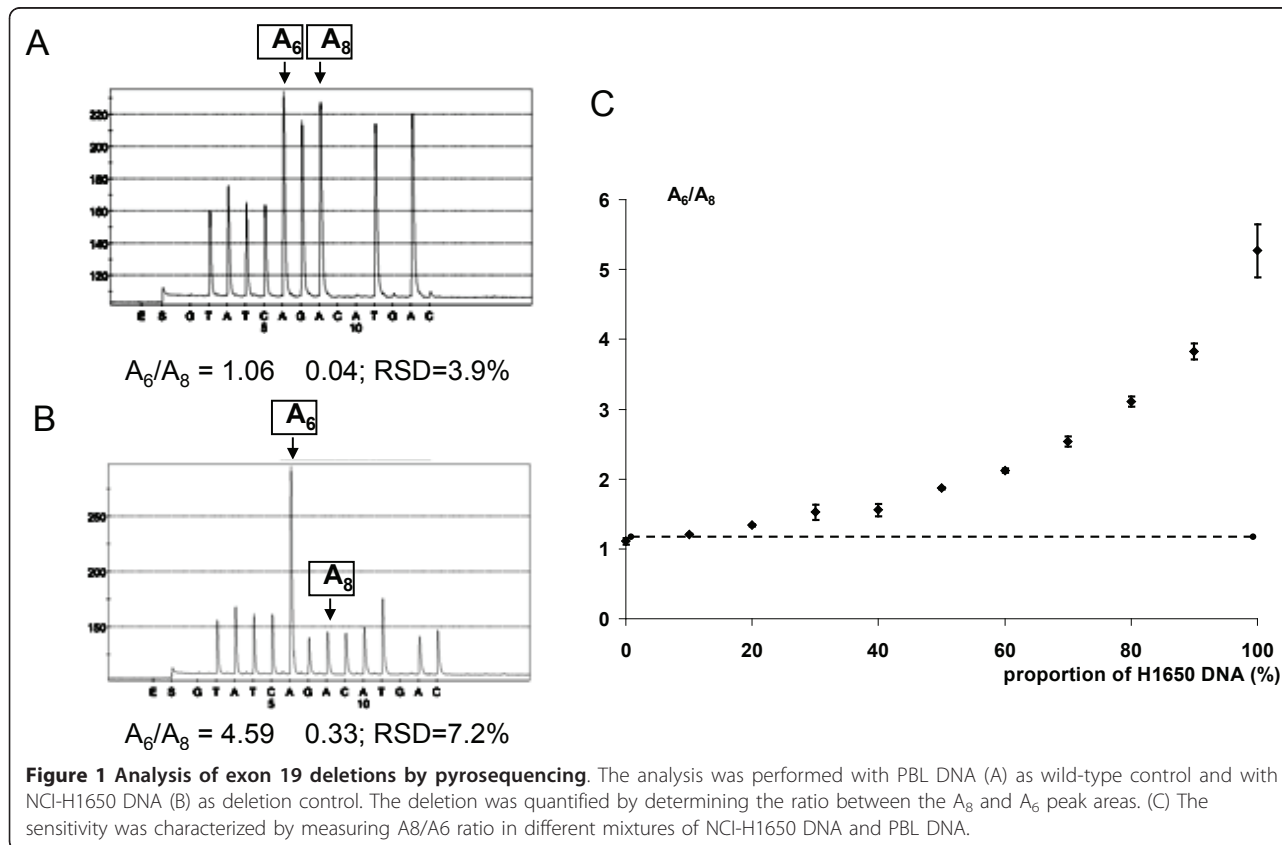 A
A6 A8
220
200
180
160
140
120
E S G T A T C A G A C A T G A C
5 10
A6/A8 = 1.06 0.04; RSD=3.9%
B
A6
A8
250
200
150
E S G T A T C A G A C A T G A C
5 10
A6/A8 = 4.59 0.33; RSD=7.2%
C
A6/A8
6
5
4
3
2
1
0
0 20 40 60 80 100
proportion of H1650 DNA (%)
Figure 1 Analysis of exon 19 deletions by pyrosequencing. The analysis was performed with PBL DNA (A) as wild-type control and with
NCI-H1650 DNA (B) as deletion control. The deletion was quantified by determining the ratio between the A8 and A6 peak areas. (C) The
sensitivity was characterized by measuring A8/A6 ratio in different mixtures of NCI-H1650 DNA and PBL DNA.